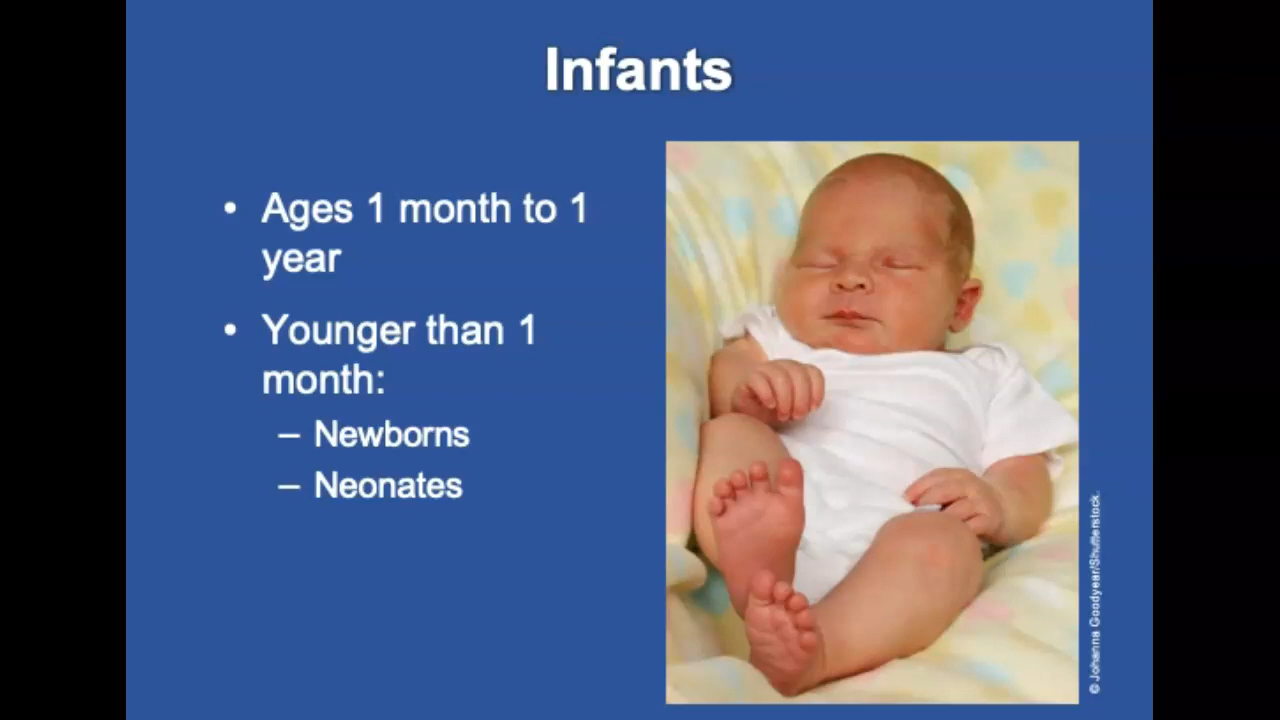 Infants
• Ages 1 month to 1
year
• Younger than 1
month:
– Newborns
– Neonates
© Johanna Goodyear/Shutterstock.